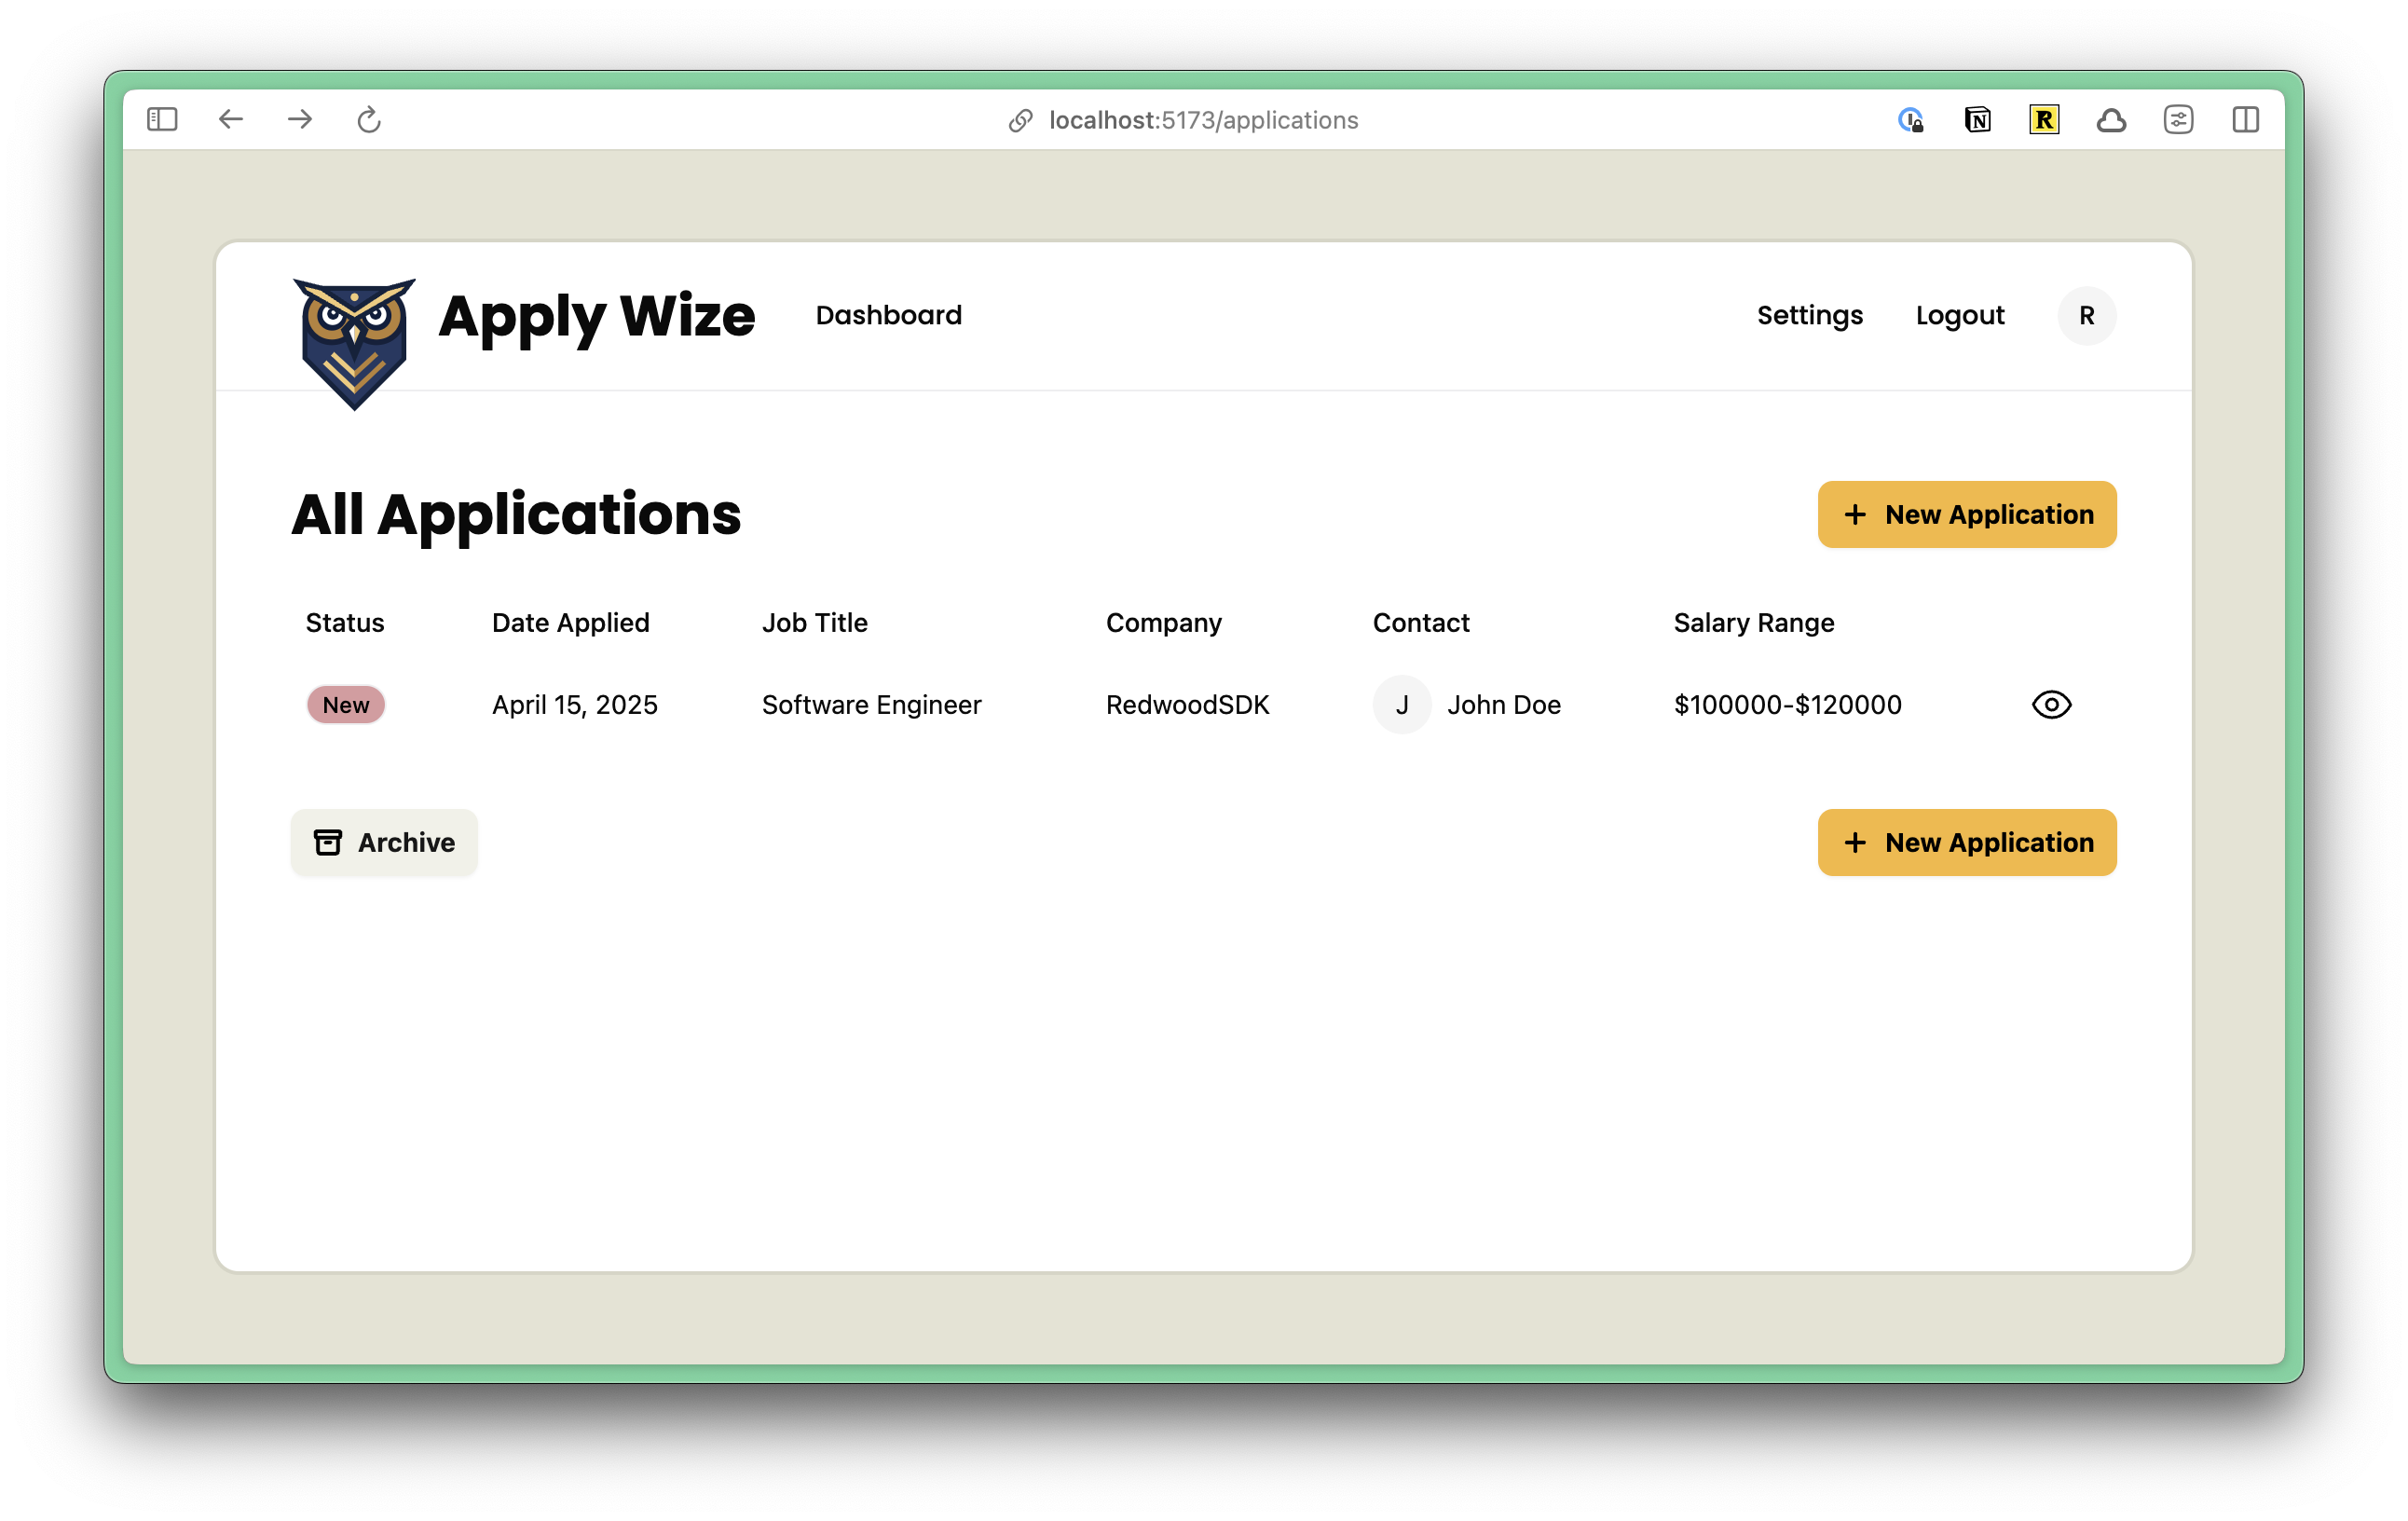 localhost:5173/applications
Apply Wize Dashboard Settings Logout R
All Applications + New Application
Status Date Applied Job Title Company Contact Salary Range
New April 15, 2025 Software Engineer RedwoodSDK J John Doe $100000-$120000
Archive + New Application